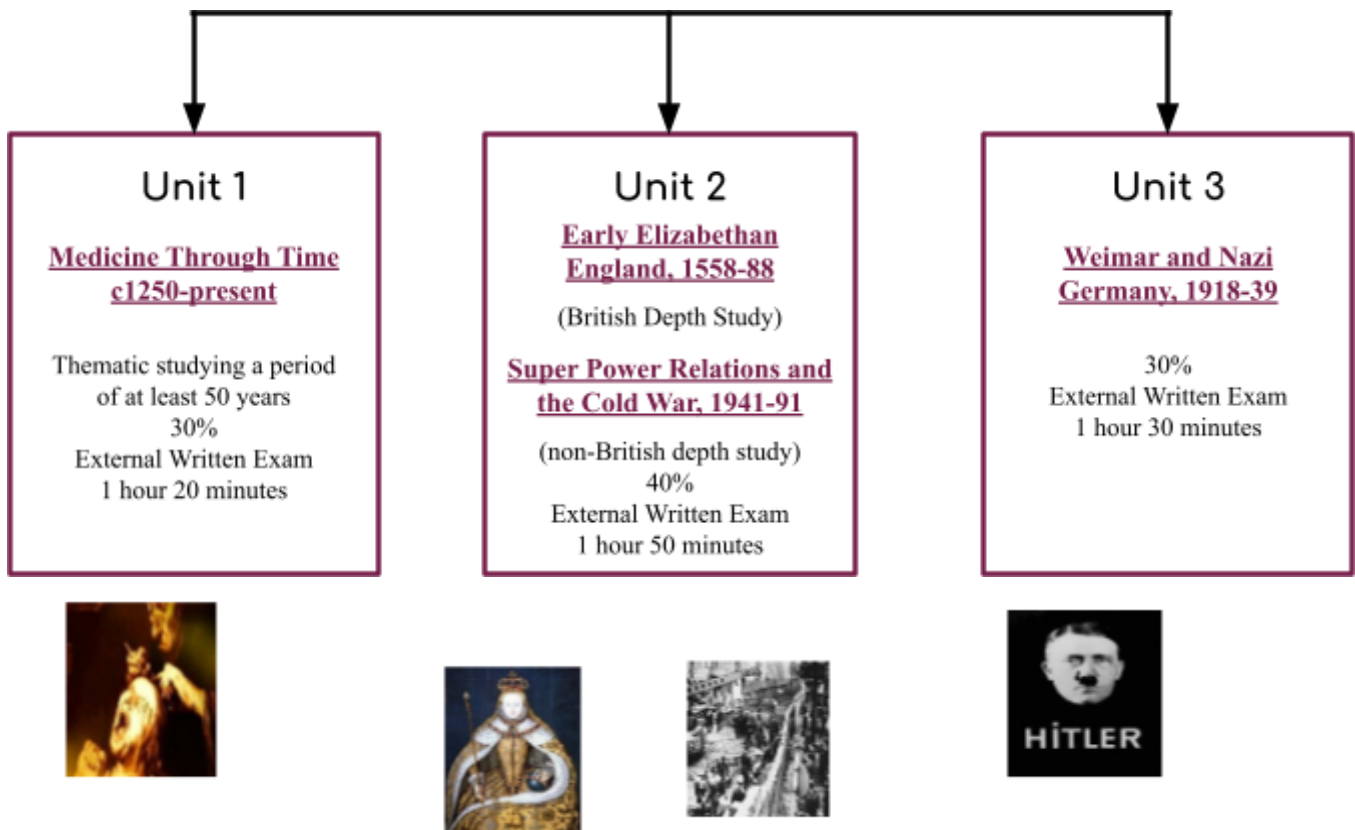 Unit 1
Medicine Through Time
c1250-present
Thematic studying a period
of at least 50 years
30%
External Written Exam
1 hour 20 minutes
Unit 2
Early Elizabethan
England, 1558-88
(British Depth Study)
Super Power Relations and
the Cold War, 1941-91
(non-British depth study)
40%
External Written Exam
1 hour 50 minutes
Unit 3
Weimar and Nazi
Germany, 1918-39
30%
External Written Exam
1 hour 30 minutes
HiTLER